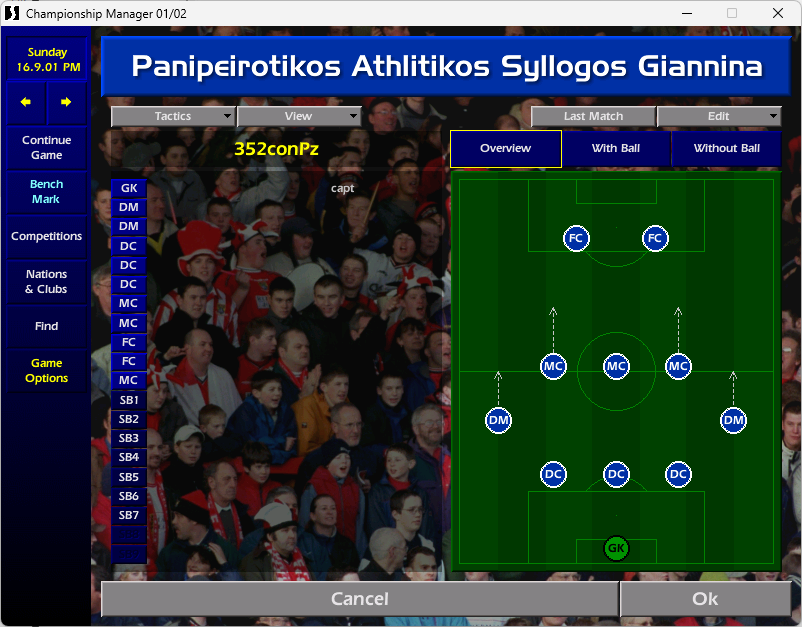 Championship Manager 01/02
Sunday
16.9.01 PM
Panipeirotikos Athlitikos Syllogos Giannina
Continue
Game
Bench
Mark
Competitions
Nations
& Clubs
Find
Game
Options
Tactics
View
Last Match
Edit
352conPz
Overview
With Ball
Without Ball
GK
capt
DM
DM
DC
DC
DC
MC
MC
FC
FC
MC
SB1
SB2
SB3
SB4
SB5
SB6
SB7
FC FC
MC MC MC
DM DM
DC DC DC
GK
Cancel
Ok